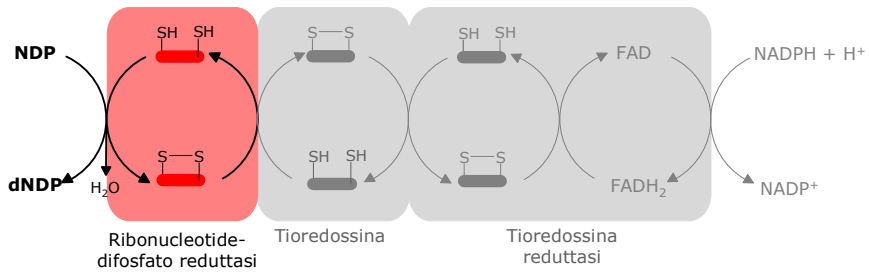 SH SH S S SH SH
NDP FAD NADPH + H⁺
S S SH SH S S
dNDP H₂O FADH₂ NADP⁺
Ribonucleotide-
difosfato reduttasi
Tioredossina
Tioredossina
reduttasi